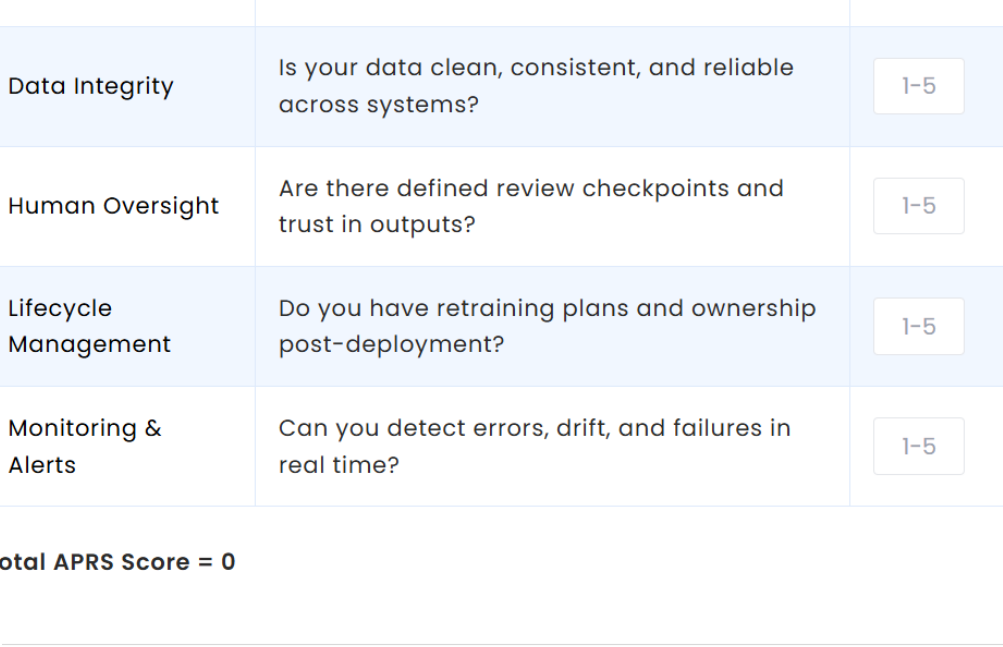 Data Integrity
Is your data clean, consistent, and reliable
across systems?
1-5
Human Oversight
Are there defined review checkpoints and
trust in outputs?
1-5
Lifecycle
Management
Do you have retraining plans and ownership
post-deployment?
1-5
Monitoring &
Alerts
Can you detect errors, drift, and failures in
real time?
1-5
otal APRS Score = 0